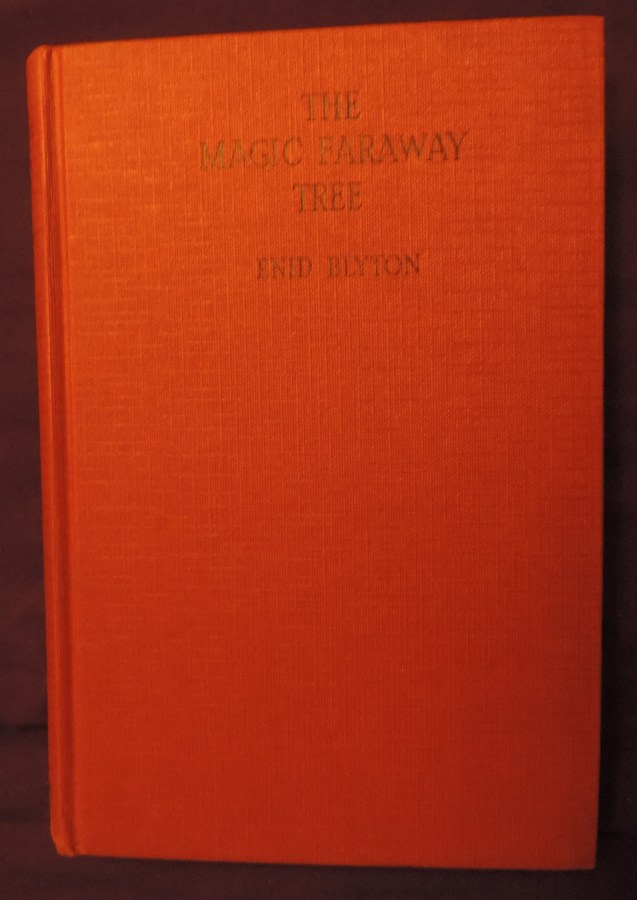 THE
MAGIC FARAWAY
TREE
ENID BLYTON